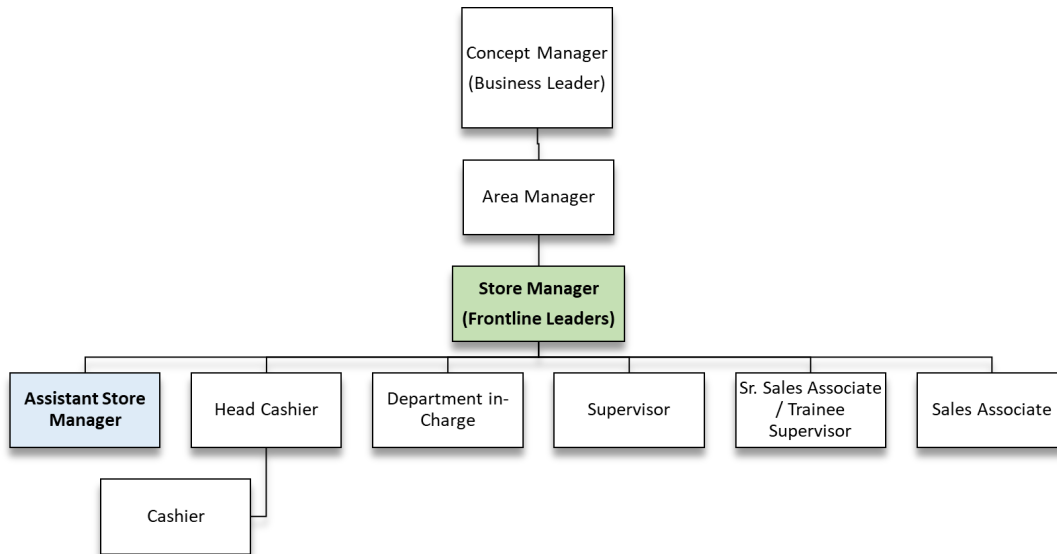 Concept Manager
(Business Leader)
Area Manager
Store Manager
(Frontline Leaders)
Assistant Store
Manager
Head Cashier
Department in-
Charge
Supervisor
Sr. Sales Associate
/ Trainee
Supervisor
Sales Associate
Cashier